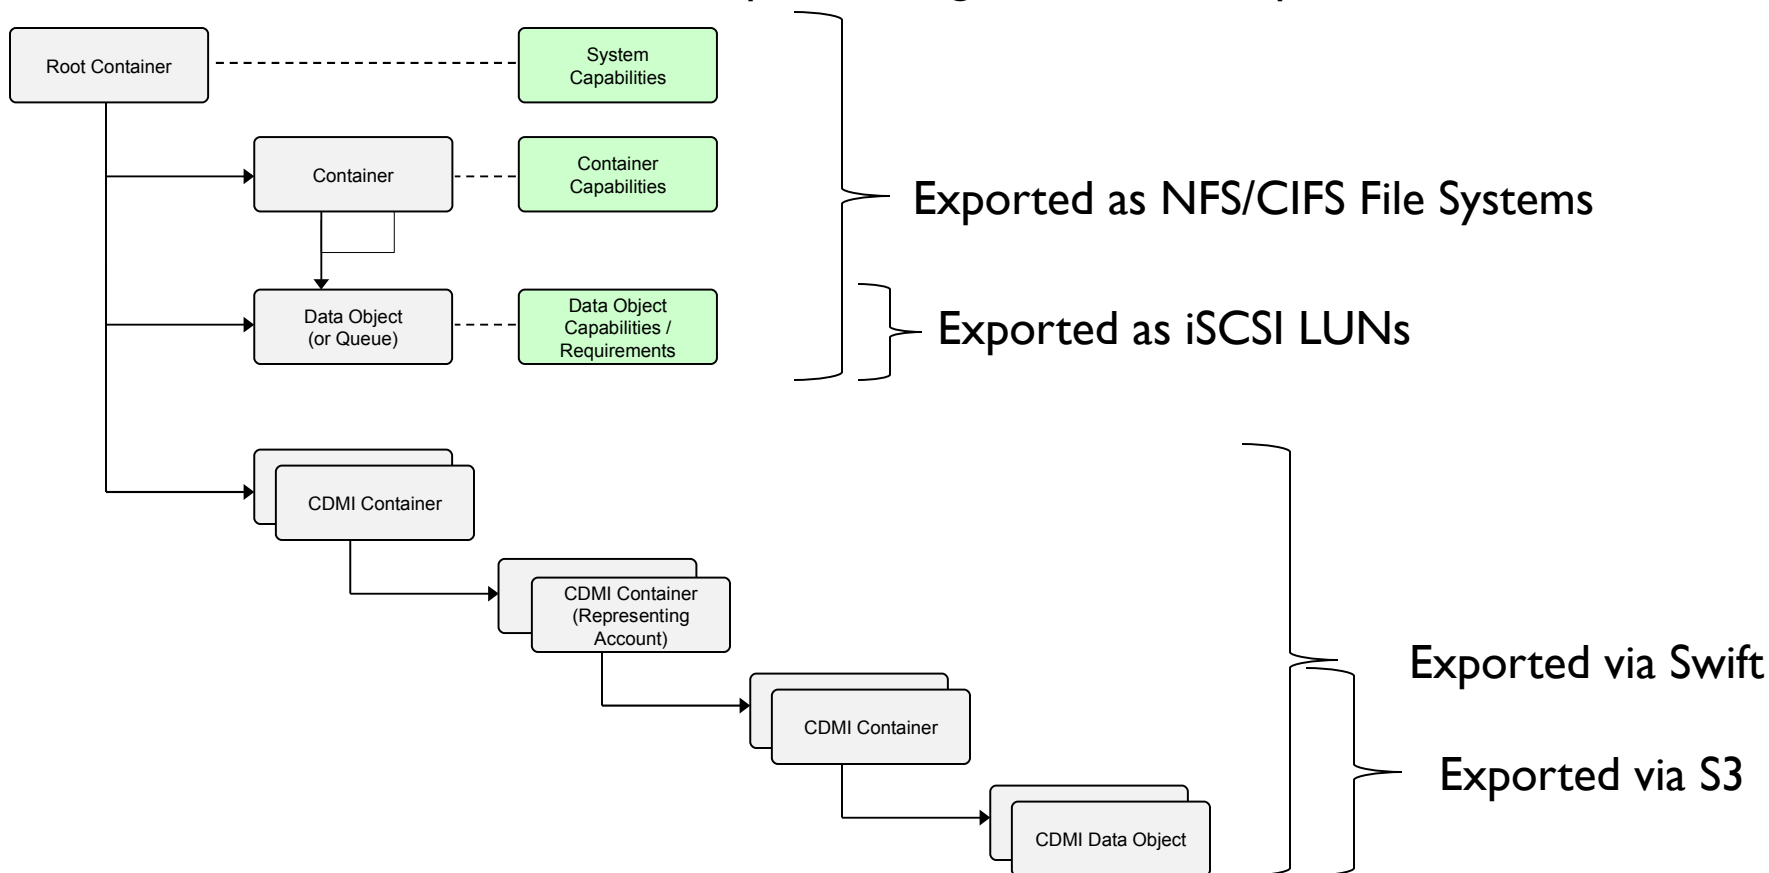 Root Container
System
Capabilities
Container
Container
Capabilities
Exported as NFS/CIFS File Systems
Data Object
(or Queue)
Data Object
Capabilities /
Requirements
Exported as iSCSI LUNs
CDMI Container
CDMI Container
(Representing
Account)
Exported via Swift
CDMI Container
Exported via S3
CDMI Data Object